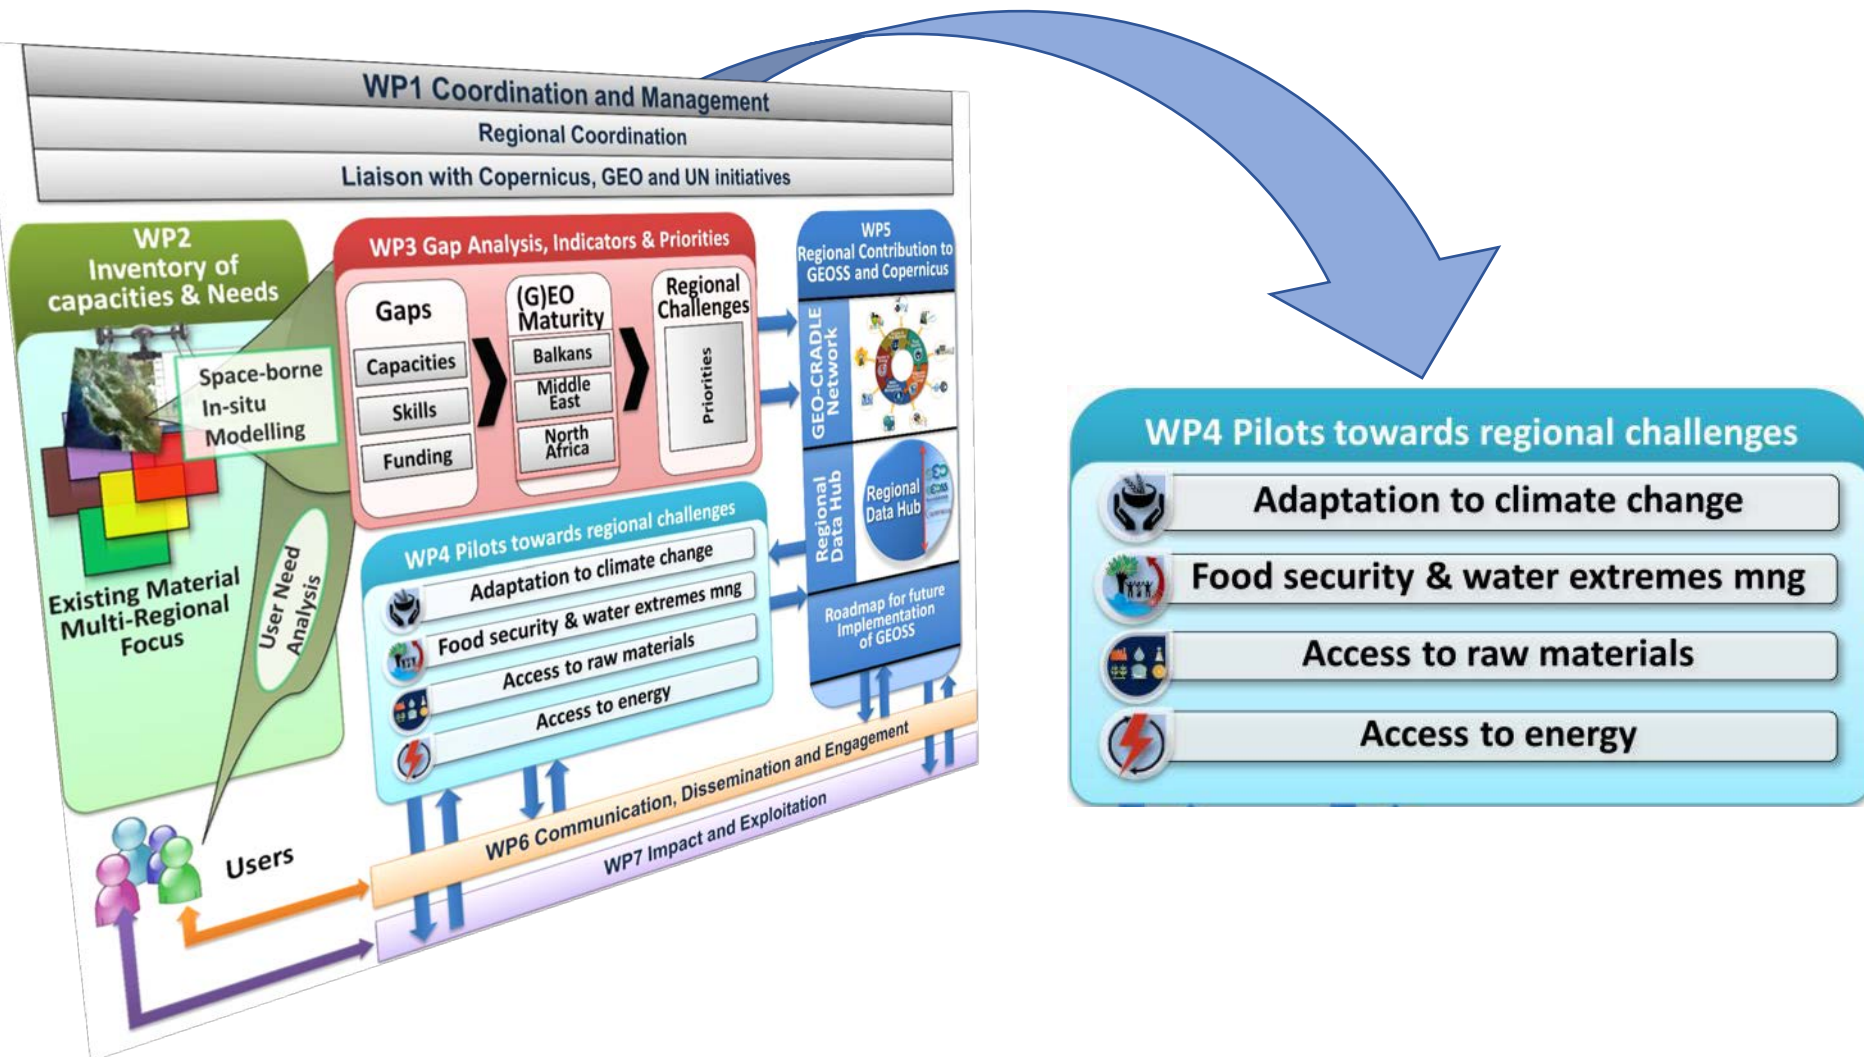 WP1 Coordination and Management
Regional Coordination
Liaison with Copernicus, GEO and UN initiatives
WP2
Inventory of
capacities & Needs
Space-borne
In-situ
Modelling
Existing Material
Multi-Regional
Focus
User Need
Analysis
Users
WP3 Gap Analysis, Indicators & Priorities
Gaps
Capacities
Skills
Funding
(G)EO
Maturity
Balkans
Middle
East
North
Africa
Regional
Challenges
Priorities
WP4 Pilots towards regional challenges
Adaptation to climate change
Food security & water extremes mng
Access to raw materials
Access to energy
WP5
Regional Contribution to
GEOSS and Copernicus
GEO-CRADLE
Network
Regional
Data Hub
Regional
Data Hub
Roadmap for future
Implementation
of GEOSS
WP6 Communication, Dissemination and Engagement
WP7 Impact and Exploitation
WP4 Pilots towards regional challenges
Adaptation to climate change
Food security & water extremes mng
Access to raw materials
Access to energy